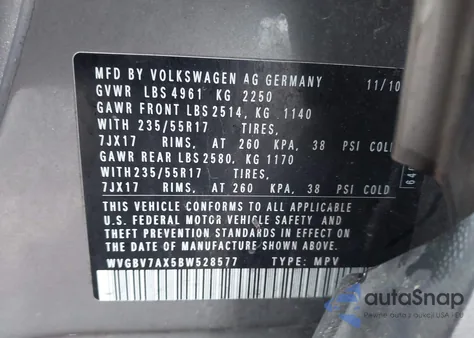 MFD BY VOLKSWAGEN AG GERMANY 11/10
GVWR LBS 4961 KG 2250
GAWR FRONT LBS 2514, KG 1140
WITH 235/55R17 TIRES,
7JX17 RIMS, AT 260 KPA, 38 PSI COLD
GAWR REAR LBS 2580, KG 1170
WITH 235/55R17 TIRES,
7JX17 RIMS, AT 260 KPA, 38 PSI COLD
THIS VEHICLE CONFORMS TO ALL APPLICABLE
U.S. FEDERAL MOTOR VEHICLE SAFETY AND
THEFT PREVENTION STANDARDS IN EFFECT ON THE
DATE OF MANUFACTURE SHOWN ABOVE.
WVGBV7AX5BW528577 TYPE: MPV
autoSnap